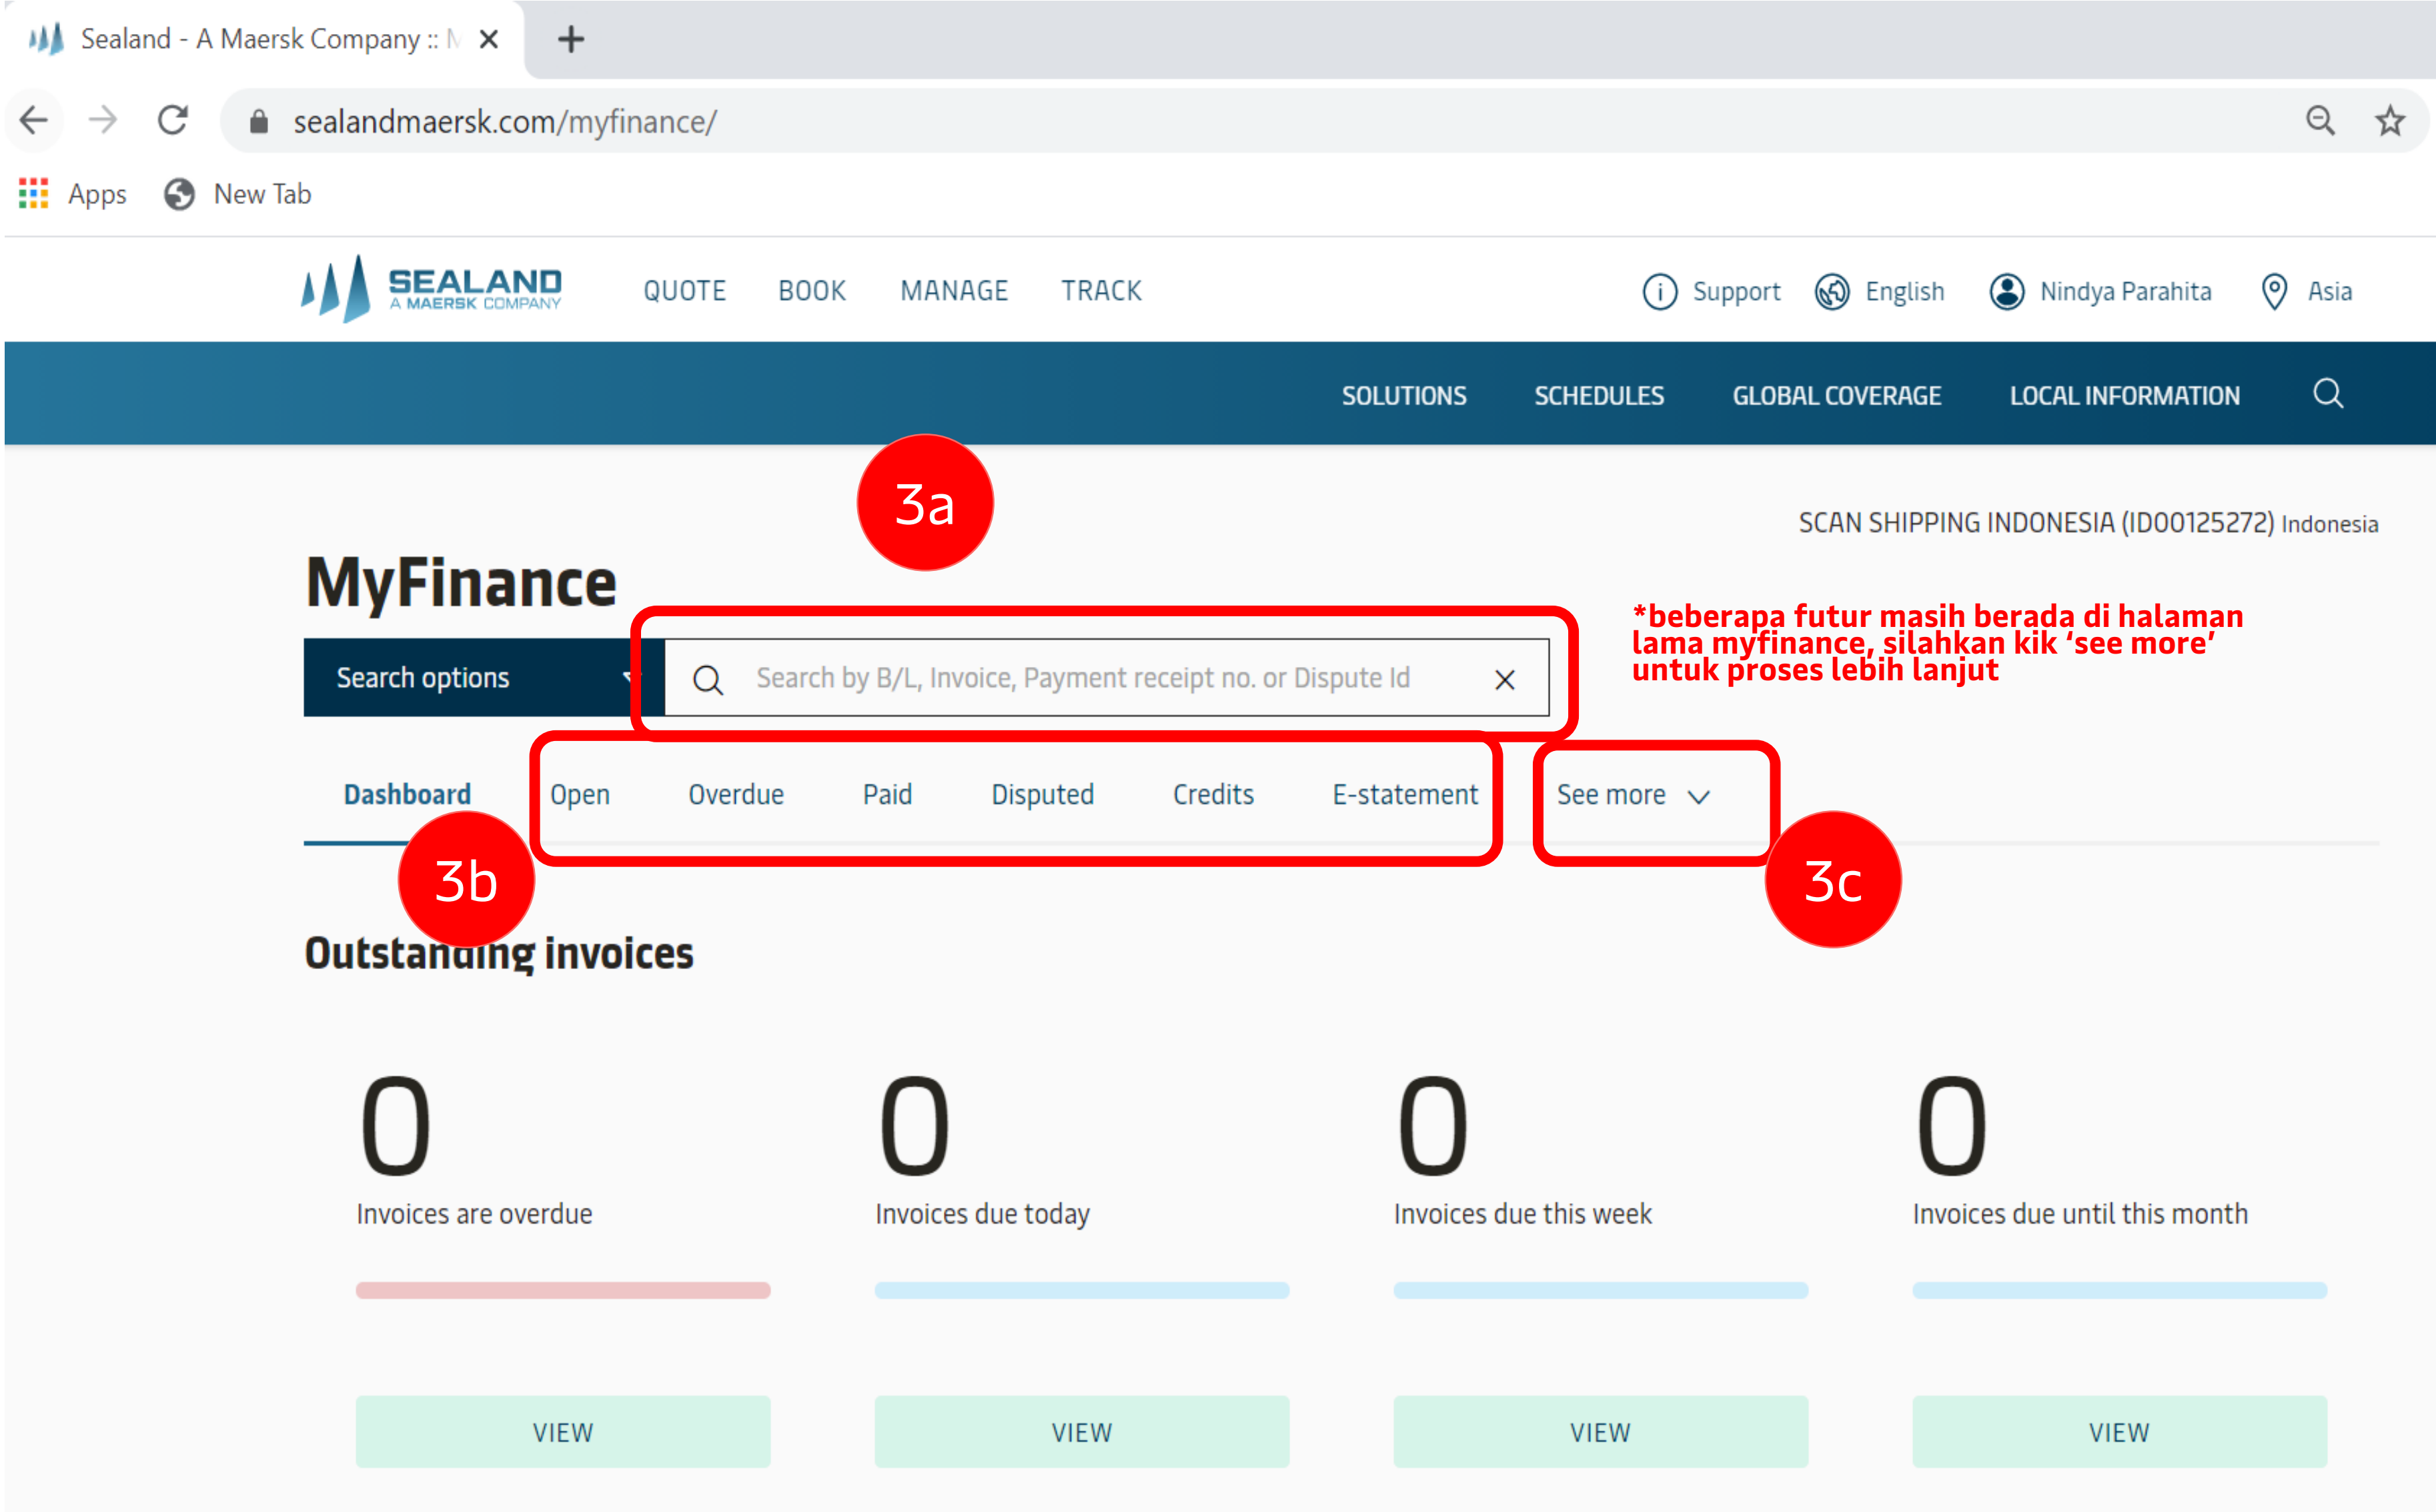 Sealand - A Maersk Company ::
sealandmaersk.com/myfinance/
Apps New Tab
SEALAND
A MAERSK COMPANY
QUOTE BOOK MANAGE TRACK
Support English Nindya Parahita Asia
SOLUTIONS SCHEDULES GLOBAL COVERAGE LOCAL INFORMATION
3a
SCAN SHIPPING INDONESIA (ID00125272) Indonesia
MyFinance
*beberapa futur masih berada di halaman
lama myfinance, silahkan kik ‘see more’
untuk proses lebih lanjut
Search options
Search by B/L, Invoice, Payment receipt no. or Dispute Id
Dashboard Open Overdue Paid Disputed Credits E-statement See more
3b
3c
Outstanding invoices
0 0 0 0
Invoices are overdue Invoices due today Invoices due this week Invoices due until this month
VIEW VIEW VIEW VIEW